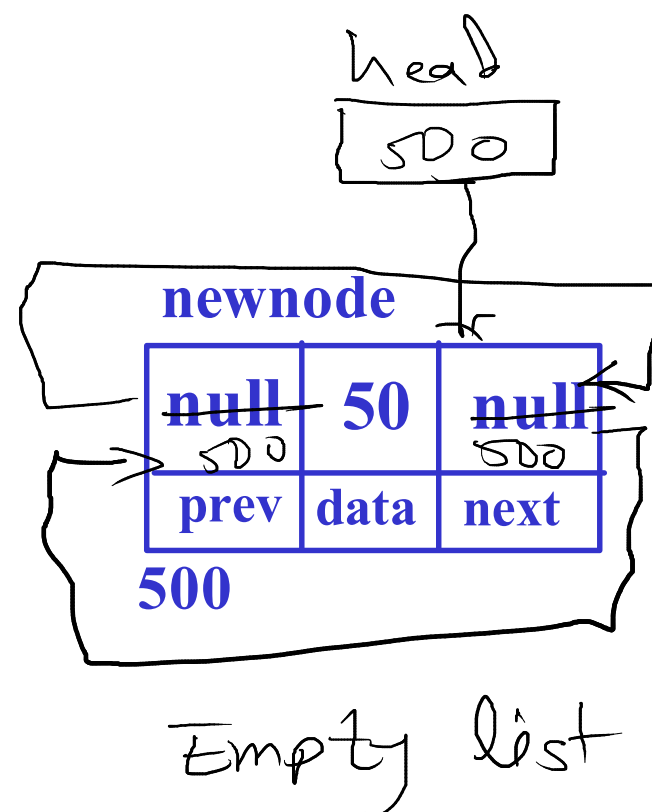 head
500
newnode
null 50 null
500 500
prev data next
500
Empty list